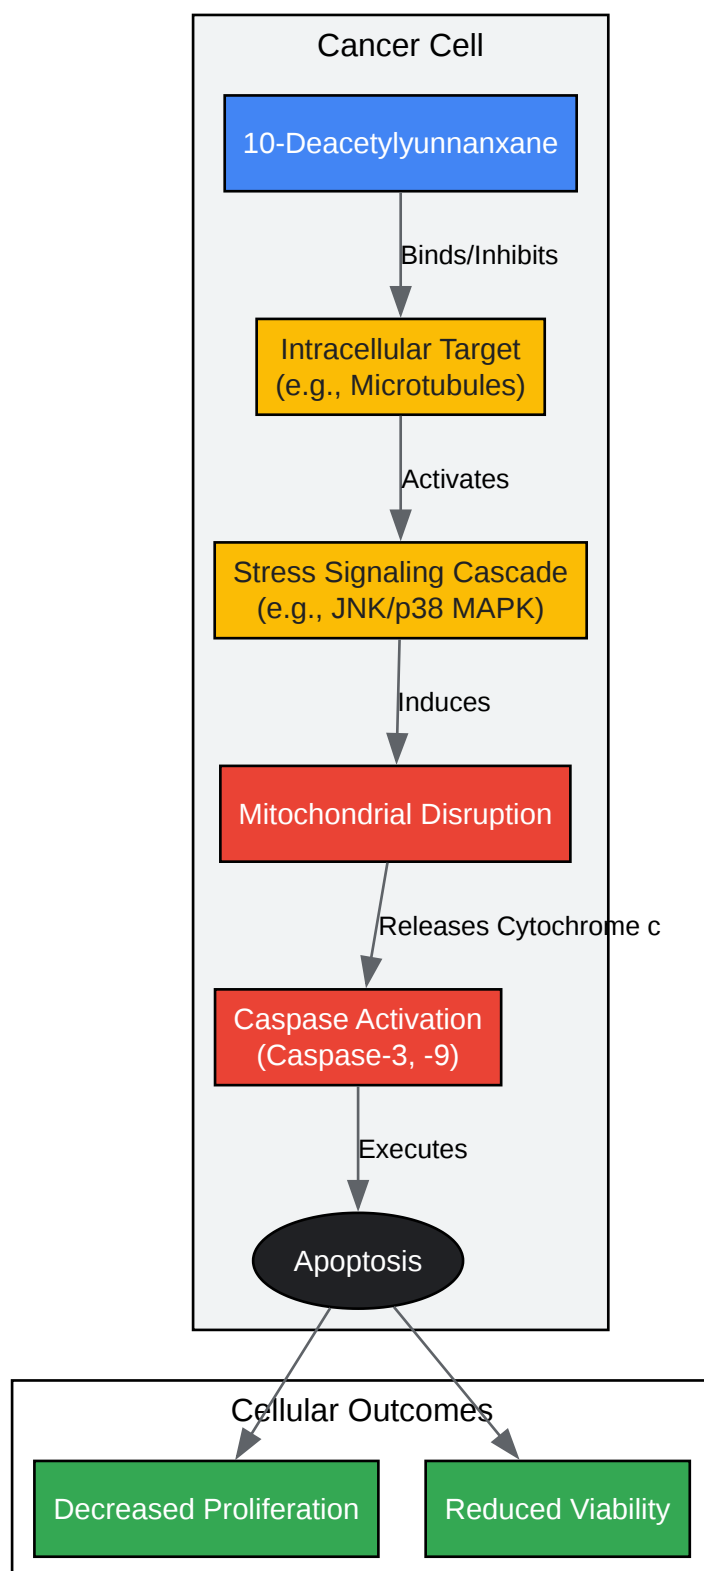 Cancer Cell
10-Deacetylyunnanxane
Binds/Inhibits
Intracellular Target
(e.g., Microtubules)
Activates
Stress Signaling Cascade
(e.g., JNK/p38 MAPK)
Induces
Mitochondrial Disruption
Releases Cytochrome c
Caspase Activation
(Caspase-3, -9)
Executes
Apoptosis
Cellular Outcomes
Decreased Proliferation
Reduced Viability